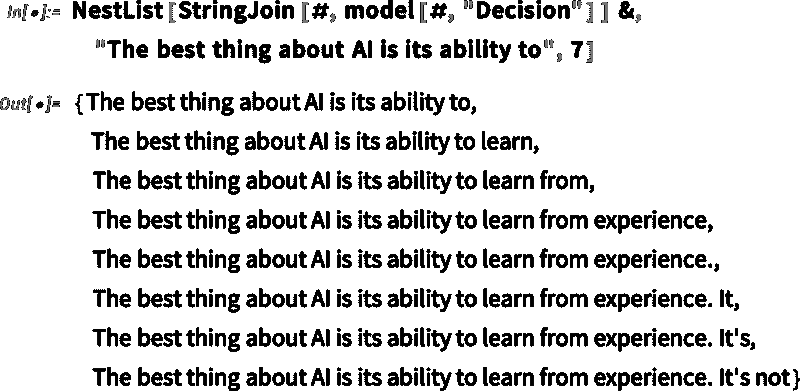 In[•]:= NestList[StringJoin[#, model[#, "Decision"]] &,
"The best thing about AI is its ability to", 7]
Out[•]= {The best thing about AI is its ability to,
The best thing about AI is its ability to learn,
The best thing about AI is its ability to learn from,
The best thing about AI is its ability to learn from experience,
The best thing about AI is its ability to learn from experience.,
The best thing about AI is its ability to learn from experience. It,
The best thing about AI is its ability to learn from experience. It's,
The best thing about AI is its ability to learn from experience. It's not}